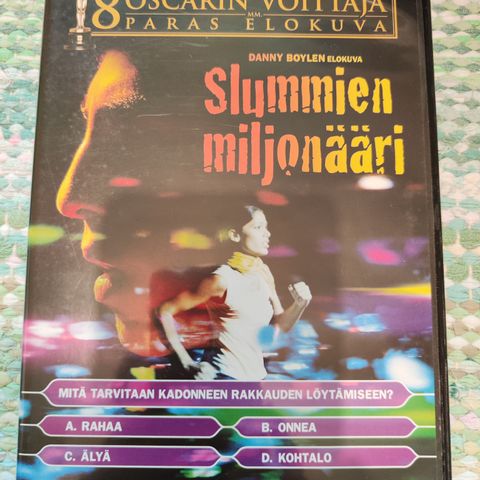 8 OSCARIN VOITTAJA
MM.
PARAS ELOKUVA
DANNY BOYLEN ELOKUVA
Slummien
miljonääri
MITÄ TARVITAAN KADONNEEN RAKKAUDEN LÖYTÄMISEEN?
A. RAHAA
B. ONNEA
C. ÄLYÄ
D. KOHTALO